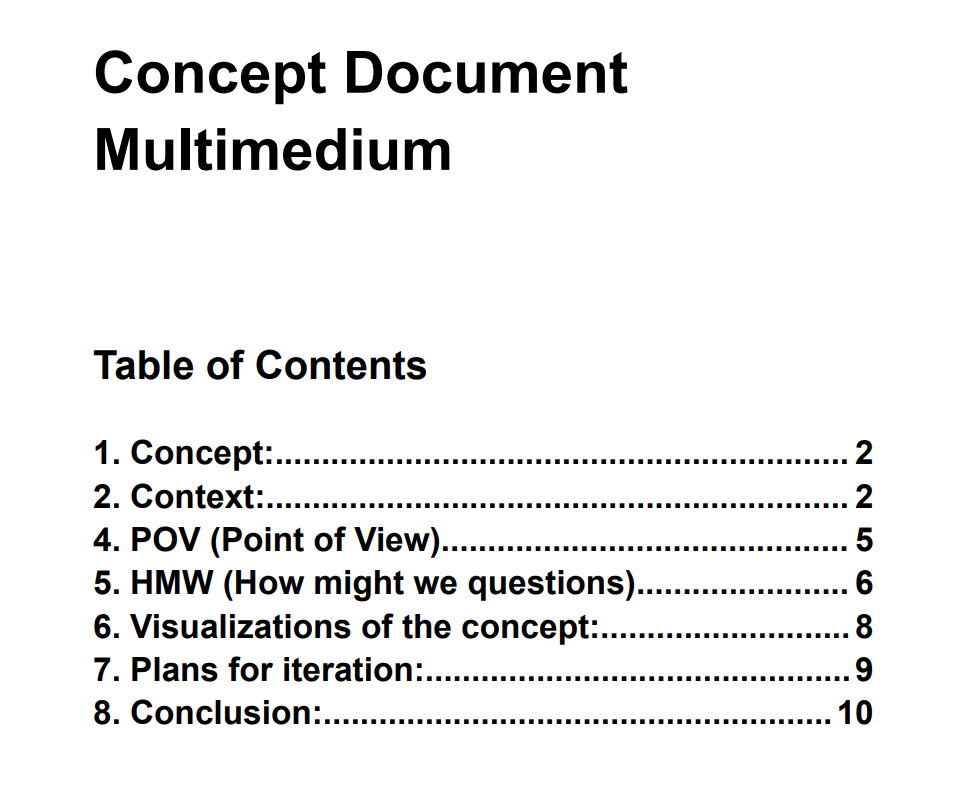 Concept Document
Multimedium
Table of Contents
1. Concept:.............................................................. 2
2. Context:............................................................... 2
4. POV (Point of View)............................................ 5
5. HMW (How might we questions)....................... 6
6. Visualizations of the concept:........................... 8
7. Plans for iteration:.............................................. 9
8. Conclusion:....................................................... 10